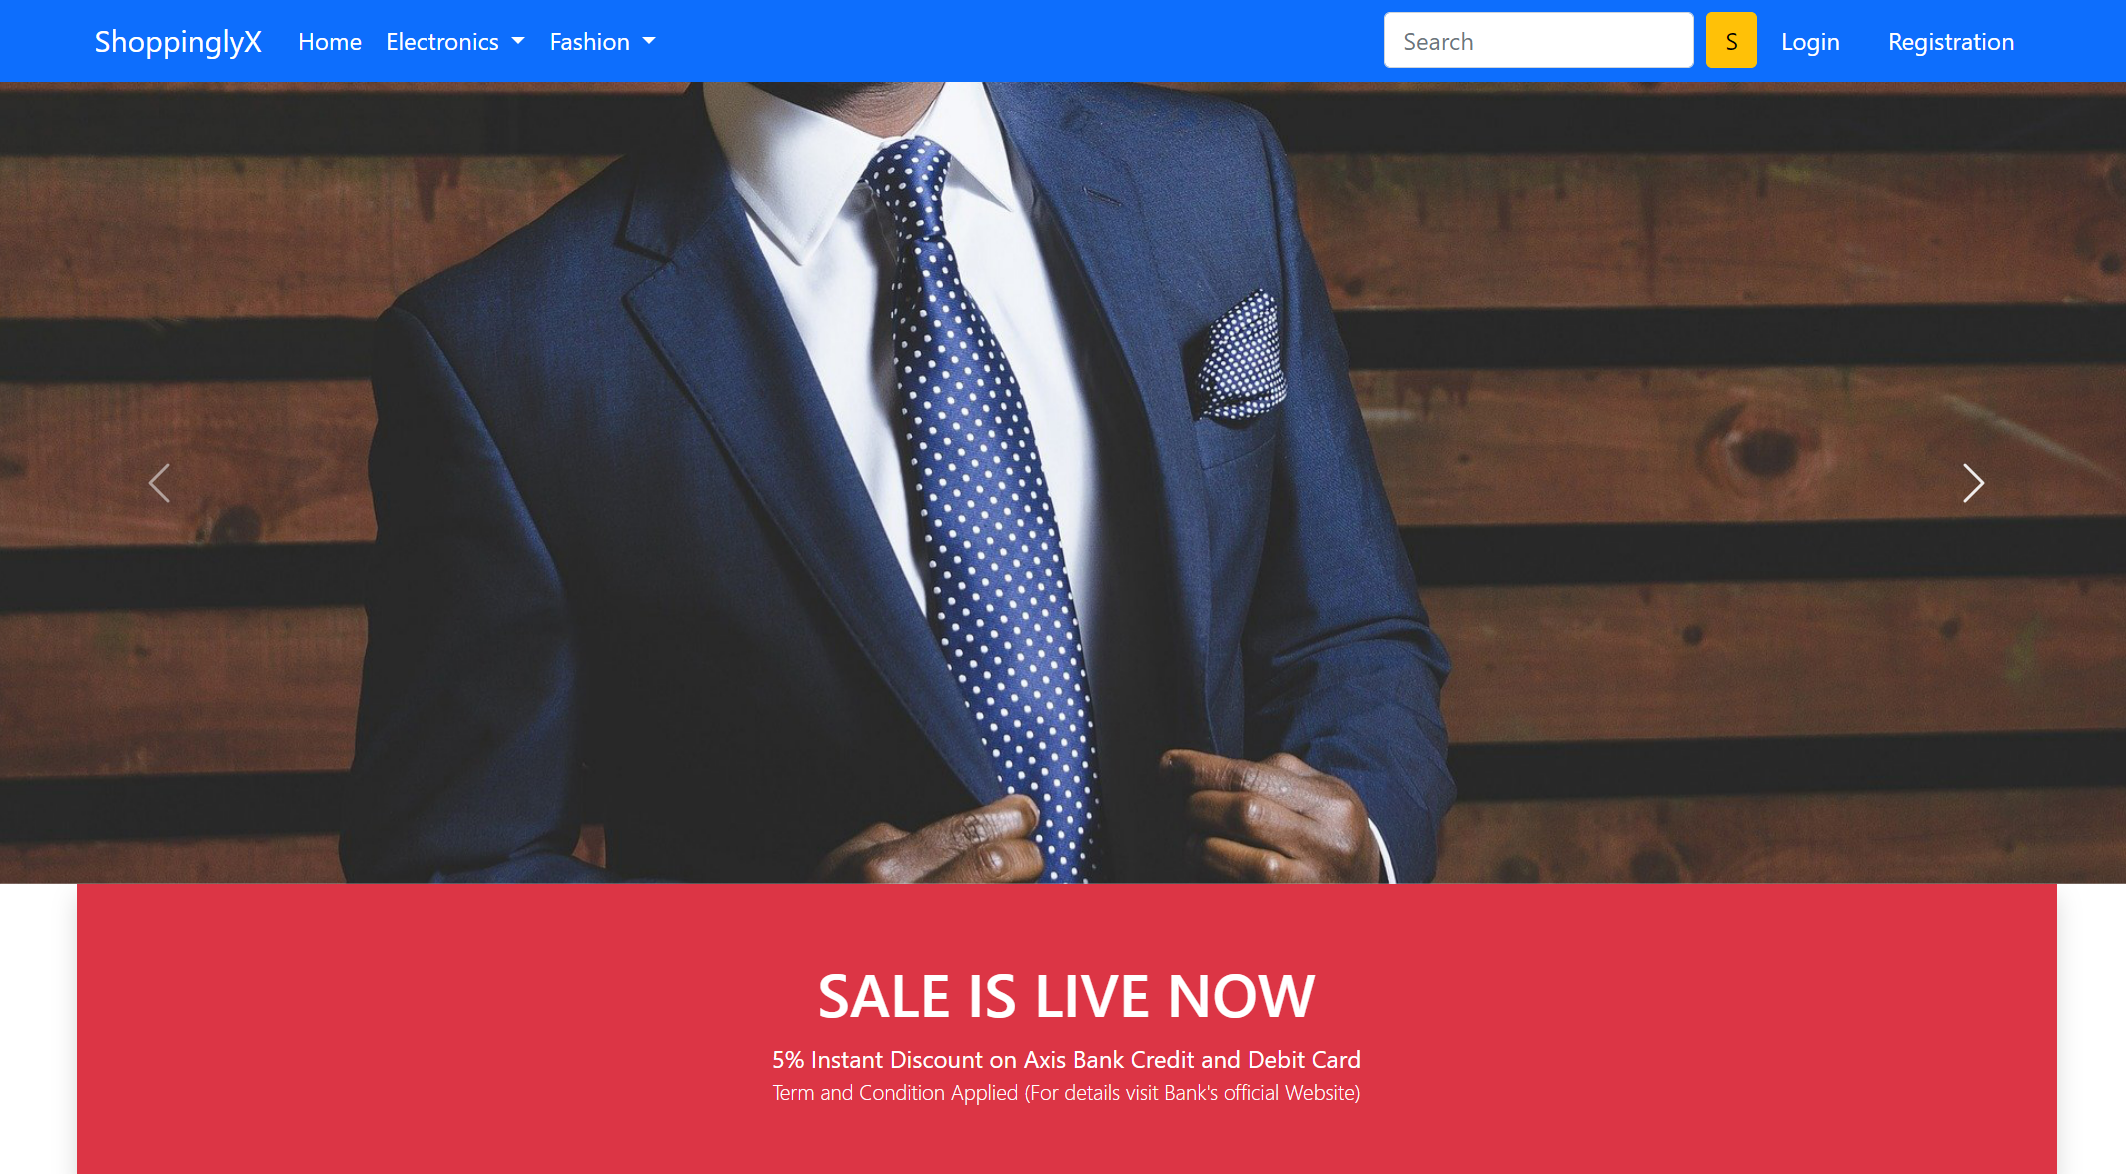 ShoppinglyX Home Electronics Fashion Search S Login Registration
SALE IS LIVE NOW
5% Instant Discount on Axis Bank Credit and Debit Card
Term and Condition Applied (For details visit Bank's official Website)